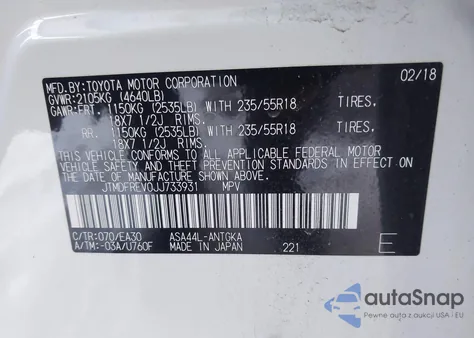 MFD.BY:TOYOTA MOTOR CORPORATION 02/18
GVWR:2105KG (4640LB)
GAWR:FRT. 1150KG (2535LB) WITH 235/55R18 TIRES.
18X7 1/2J RIMS.
RR. 1150KG (2535LB) WITH 235/55R18 TIRES.
18X7 1/2J RIMS.
THIS VEHICLE CONFORMS TO ALL APPLICABLE FEDERAL MOTOR
VEHICLE SAFETY, BUMPER, AND THEFT PREVENTION STANDARDS IN
EFFECT ON THE DATE OF MANUFACTURE SHOWN ABOVE.
JTMDFREV0JJ733931 MPV
C/TR:070/EA30 ASA44L-ANTGKA
A/TM:-03A/U760F MADE IN JAPAN 221 E
autoSnap
Pewne auta z aukcji USA i EU